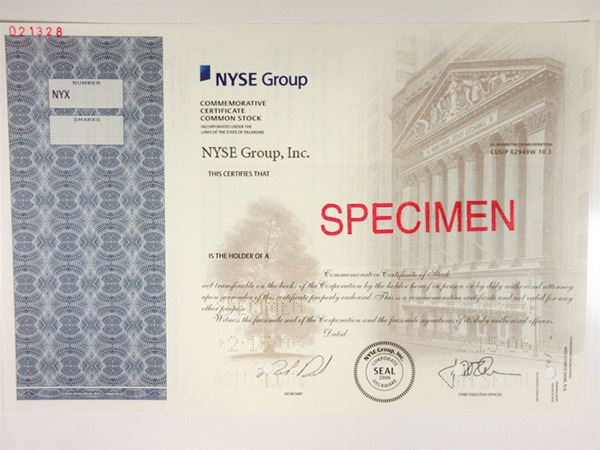 021328
NUMBER
NYX
SHARES
NYSE Group
COMMEMORATIVE
CERTIFICATE
COMMON STOCK
INCORPORATED UNDER THE
LAWS OF THE STATE OF DELAWARE
NYSE Group, Inc.
THIS CERTIFIES THAT
CUSIP 62949W 10 3
SPECIMEN
IS THE HOLDER OF A
Commemorative Certificate of Stock
not transferable on the books of the Corporation by the holder hereof in person or by duly authorized attorney
upon surrender of this certificate properly endorsed. This is a commemorative certificate and not valid for any
other purpose.
Witness the facsimile seal of the Corporation and the facsimile signatures of its duly authorized officers.
Dated:
NYSE Group, Inc.
CORPORATE
SEAL
2006
DELAWARE
SECRETARY
CHIEF EXECUTIVE OFFICER